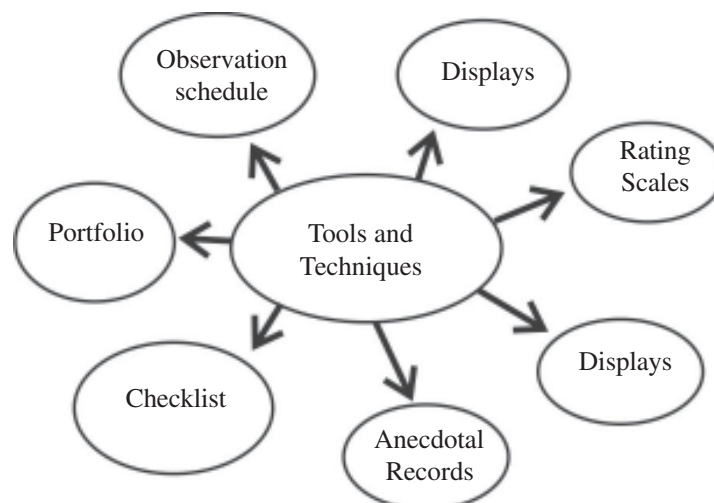 Observation
schedule
Displays
Rating
Scales
Portfolio
Tools and
Techniques
Displays
Checklist
Anecdotal
Records